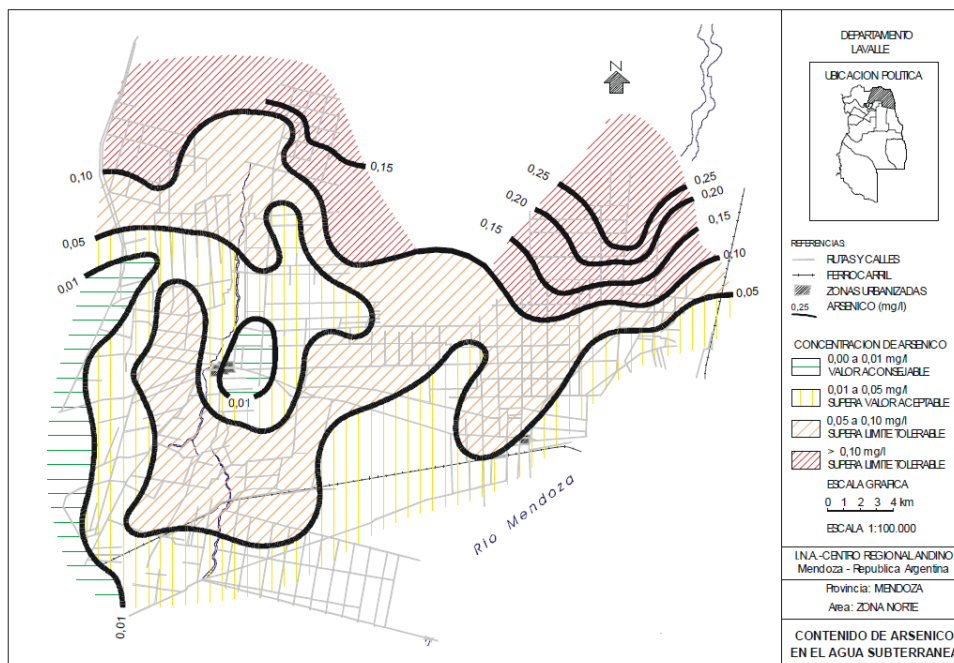 N
0,10
0,05
0,01
0,15
0,25
0,20
0,15
0,25
0,20
0,15
0,10
0,05
0,01
0,01
Río Mendoza
DEPARTAMENTO
LAVALLE
UBICACION POLITICA
REFERENCIAS:
RUTAS Y CALLES
FERROCARRIL
ZONAS URBANIZADAS
0,25 ARSENICO (mg/l)
CONCENTRACION DE ARSENICO
0,00 a 0,01 mg/l
VALOR ACONSEJABLE
0,01 a 0,05 mg/l
SUPERA VALOR ACEPTABLE
0,05 a 0,10 mg/l
SUPERA LIMITE TOLERABLE
> 0,10 mg/l
SUPERA LIMITE TOLERABLE
ESCALA GRAFICA
0 1 2 3 4 km
ESCALA 1:100.000
I.N.A.-CENTRO REGIONAL ANDINO
Mendoza - Republica Argentina
Provincia: MENDOZA
Area: ZONA NORTE
CONTENIDO DE ARSENICO
EN EL AGUA SUBTERRANEA